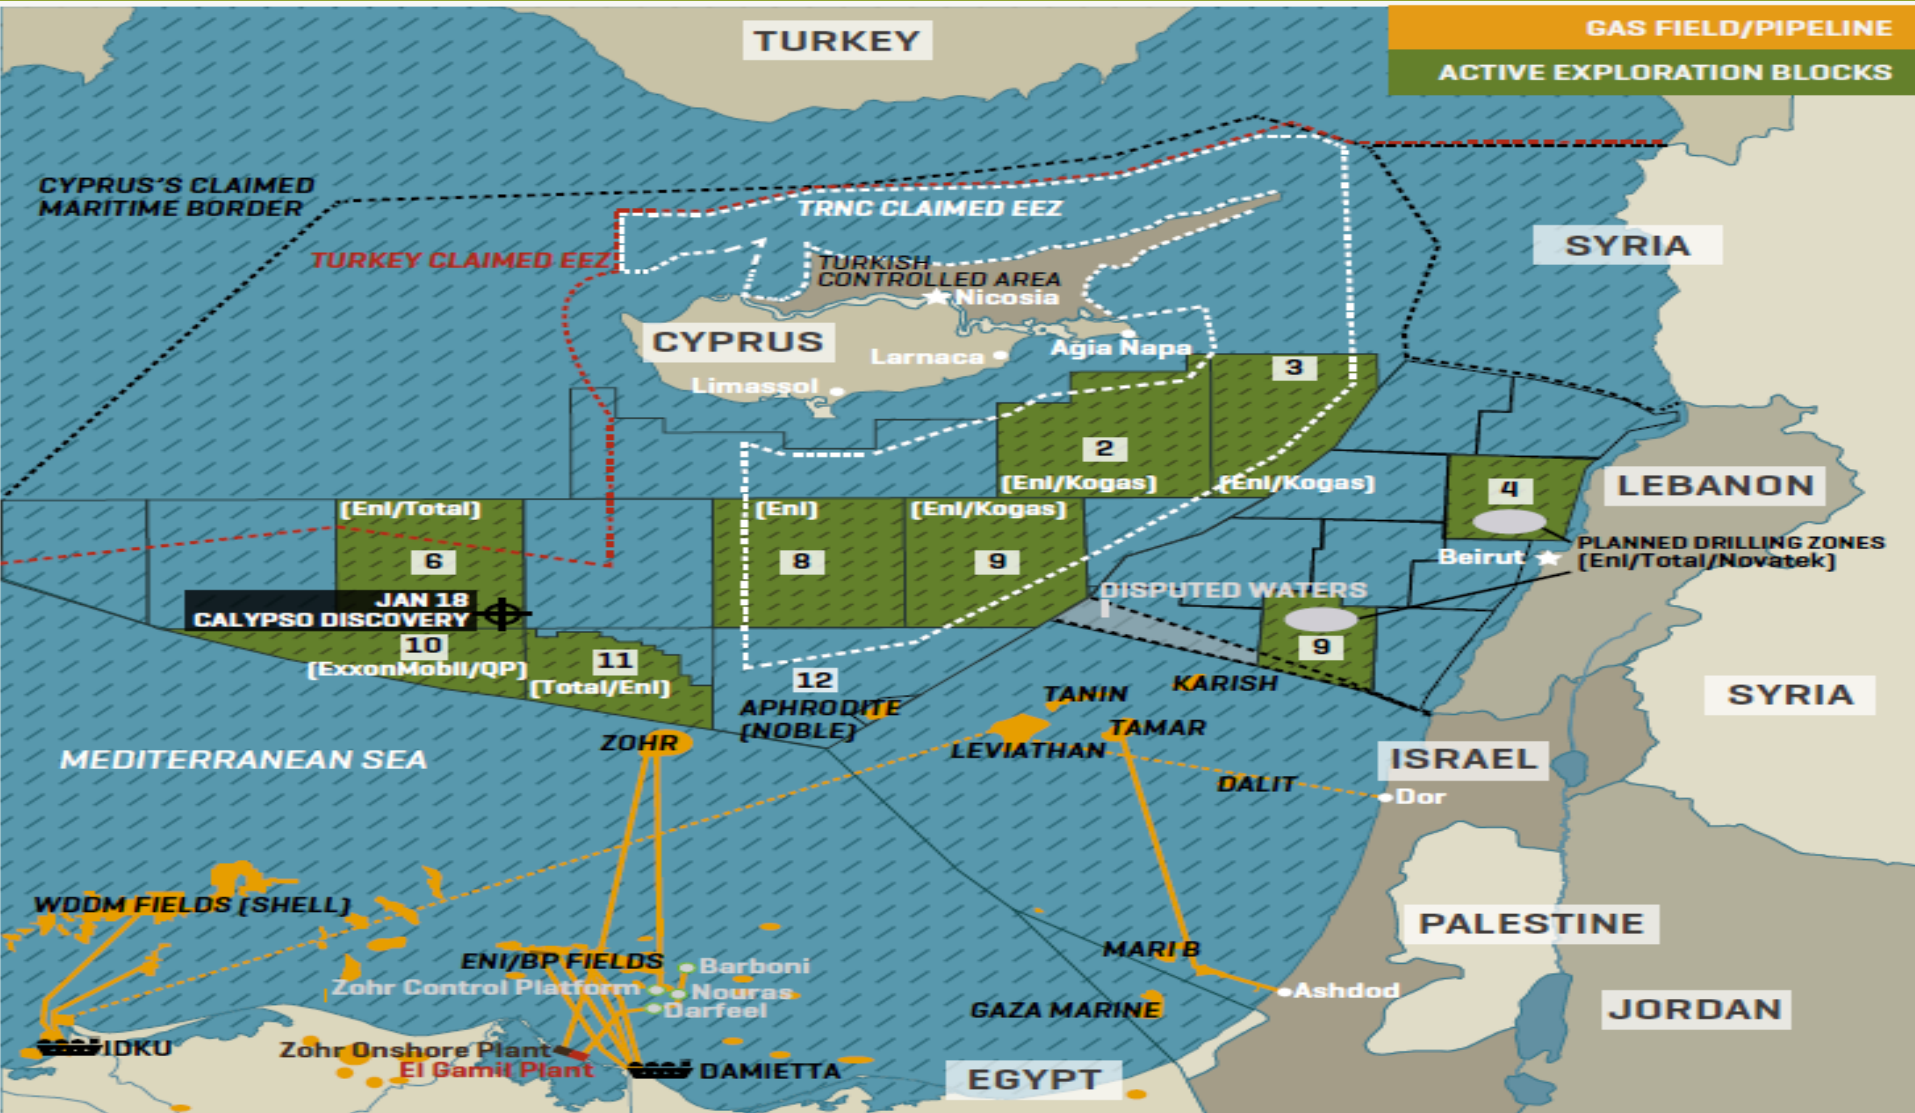 TURKEY
GAS FIELD/PIPELINE
ACTIVE EXPLORATION BLOCKS
CYPRUS'S CLAIMED
MARITIME BORDER
TRNC CLAIMED EEZ
TURKEY CLAIMED EEZ
TURKISH
CONTROLLED AREA
Nicosia
SYRIA
CYPRUS
Larnaca
Agia Napa
Limassol
3
2
(Eni/Kogas)
(Eni/Kogas)
4
LEBANON
(Eni/Total)
(Eni)
(Eni/Kogas)
6
8
9
PLANNED DRILLING ZONES
(Eni/Total/Novatek)
Beirut
DISPUTED WATERS
JAN 18
CALYPSO DISCOVERY
10
(ExxonMobil/QP)
11
(Total/Eni)
9
12
APHRODITE
(NOBLE)
TANIN
KARISH
SYRIA
ZOHR
LEVIATHAN
TAMAR
MEDITERRANEAN SEA
ISRAEL
DALIT
Dor
WDDM FIELDS (SHELL)
PALESTINE
ENI/BP FIELDS
Barboni
MARI B
Zohr Control Platform
Nouras
Darfeel
GAZA MARINE
Ashdod
JORDAN
IDKU
Zohr Onshore Plant
El Gamil Plant
DAMIETTA
EGYPT